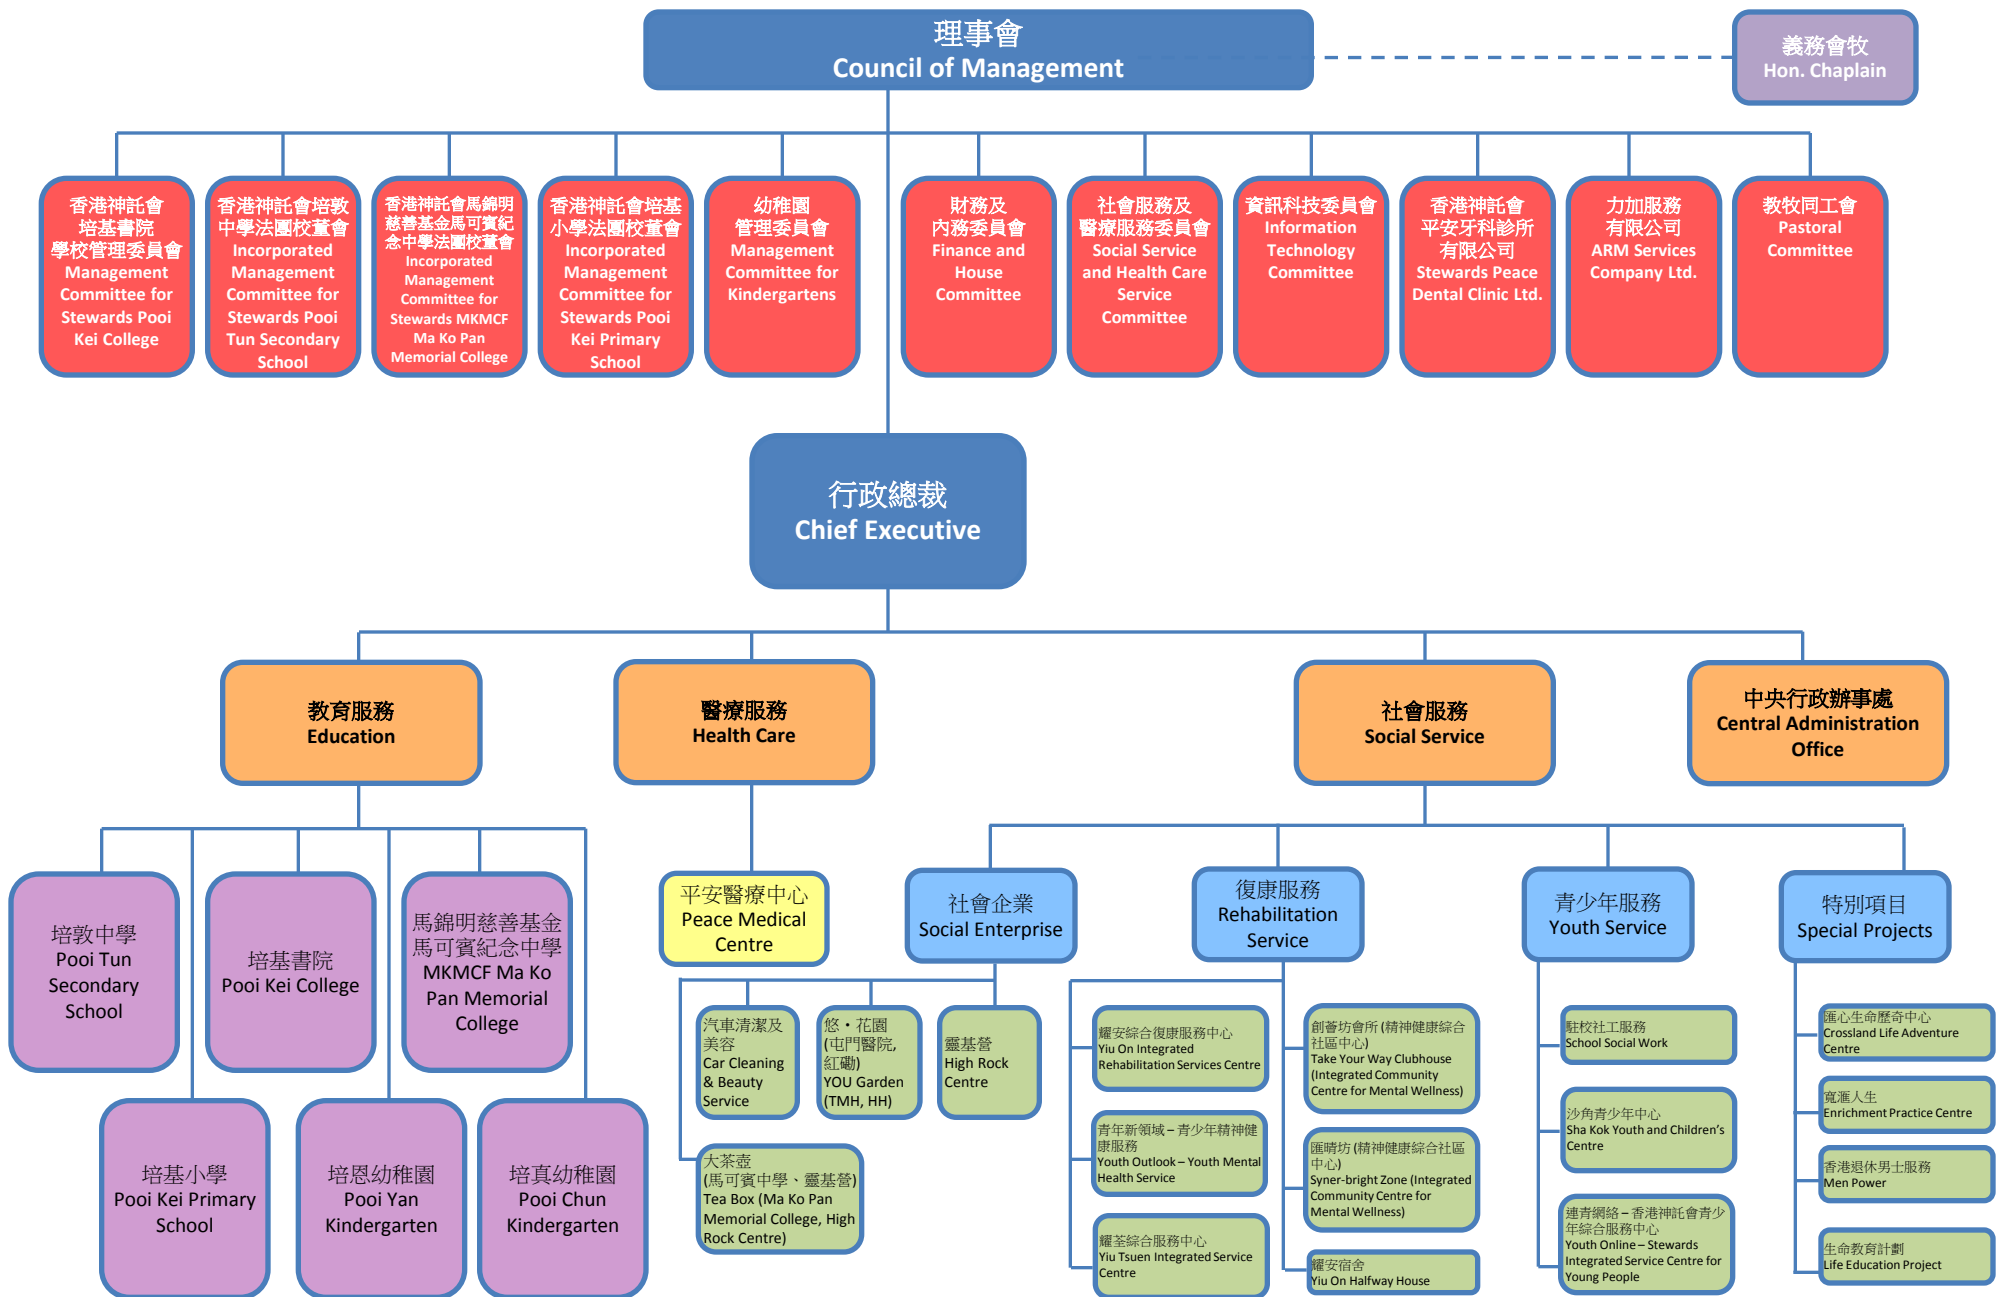 理事會
Council of Management
義務會牧
Hon. Chaplain
香港神託會
培基書院
學校管理委員會
Management
Committee for
Stewards Pooi
Kei College
香港神託會培敦
中學法團校董會
Incorporated
Management
Committee for
Stewards Pooi
Tun Secondary
School
香港神託會馬錦明
慈善基金馬可賓紀
念中學法團校董會
Incorporated
Management
Committee for
Stewards MKMCF
Ma Ko Pan
Memorial College
香港神託會培基
小學法團校董會
Incorporated
Management
Committee for
Stewards Pooi
Kei Primary
School
幼稚園
管理委員會
Management
Committee for
Kindergartens
財務及
內務委員會
Finance and
House
Committee
社會服務及
醫療服務委員會
Social Service
and Health Care
Service
Committee
資訊科技委員會
Information
Technology
Committee
香港神託會
平安牙科診所
有限公司
Stewards Peace
Dental Clinic Ltd.
力加服務
有限公司
ARM Services
Company Ltd.
教牧同工會
Pastoral
Committee
行政總裁
Chief Executive
教育服務
Education
醫療服務
Health Care
社會服務
Social Service
中央行政辦事處
Central Administration
Office
培敦中學
Pooi Tun
Secondary
School
培基書院
Pooi Kei College
馬錦明慈善基金
馬可賓紀念中學
MKMCF Ma Ko
Pan Memorial
College
培基小學
Pooi Kei Primary
School
培恩幼稚園
Pooi Yan
Kindergarten
培真幼稚園
Pooi Chun
Kindergarten
平安醫療中心
Peace Medical
Centre
社會企業
Social Enterprise
復康服務
Rehabilitation
Service
青少年服務
Youth Service
特別項目
Special Projects
汽車清潔及
美容
Car Cleaning
& Beauty
Service
悠・花園
(屯門醫院,
紅磡)
YOU Garden
(TMH, HH)
靈基營
High Rock
Centre
大茶壺
(馬可賓中學、靈基營)
Tea Box (Ma Ko Pan
Memorial College, High
Rock Centre)
耀安綜合復康服務中心
Yiu On Integrated
Rehabilitation Services Centre
青年新領域 – 青少年精神健
康服務
Youth Outlook – Youth Mental
Health Service
耀荃綜合服務中心
Yiu Tsuen Integrated Service
Centre
創薈坊會所 (精神健康綜合
社區中心)
Take Your Way Clubhouse
(Integrated Community
Centre for Mental Wellness)
匯晴坊 (精神健康綜合社區
中心)
Syner-bright Zone (Integrated
Community Centre for
Mental Wellness)
耀安宿舍
Yiu On Halfway House
駐校社工服務
School Social Work
沙角青少年中心
Sha Kok Youth and Children’s
Centre
連青網絡 – 香港神託會青少
年綜合服務中心
Youth Online – Stewards
Integrated Service Centre for
Young People
匯心生命歷奇中心
Crossland Life Adventure
Centre
寬滙人生
Enrichment Practice Centre
香港退休男士服務
Men Power
生命教育計劃
Life Education Project